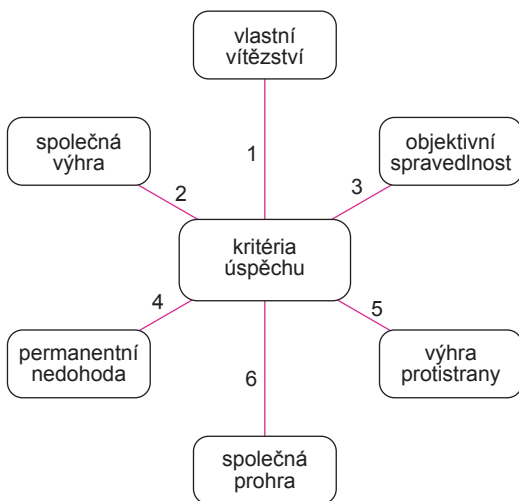 vlastní
vítězství
společná
výhra
objektivní
spravedlnost
1
2
3
kritéria
úspěchu
4
5
permanentní
nedohoda
výhra
protistrany
6
společná
prohra